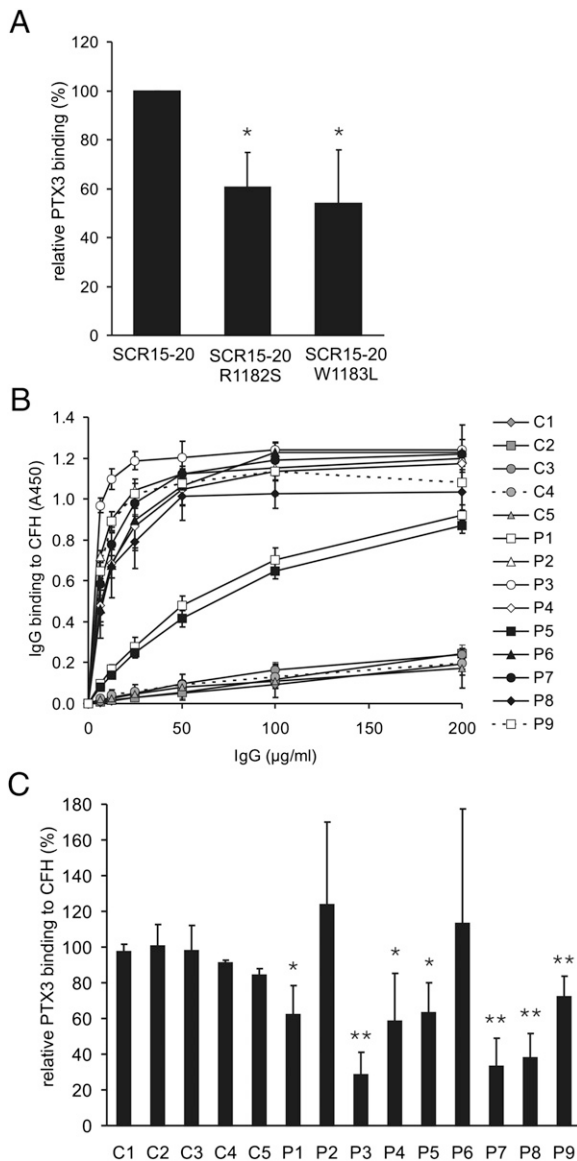 A
relative PTX3 binding (%)
120
100
80
60
40
20
0
*
*
SCR15-20
SCR15-20
R1182S
SCR15-20
W1183L
B
IgG binding to CFH (A450)
1.4
1.2
1.0
0.8
0.6
0.4
0.2
0.0
0
50
100
150
200
IgG (µg/ml)
C1
C2
C3
C4
C5
P1
P2
P3
P4
P5
P6
P7
P8
P9
C
relative PTX3 binding to CFH (%)
180
160
140
120
100
80
60
40
20
0
*
**
*
*
**
**
**
C1 C2 C3 C4 C5 P1 P2 P3 P4 P5 P6 P7 P8 P9